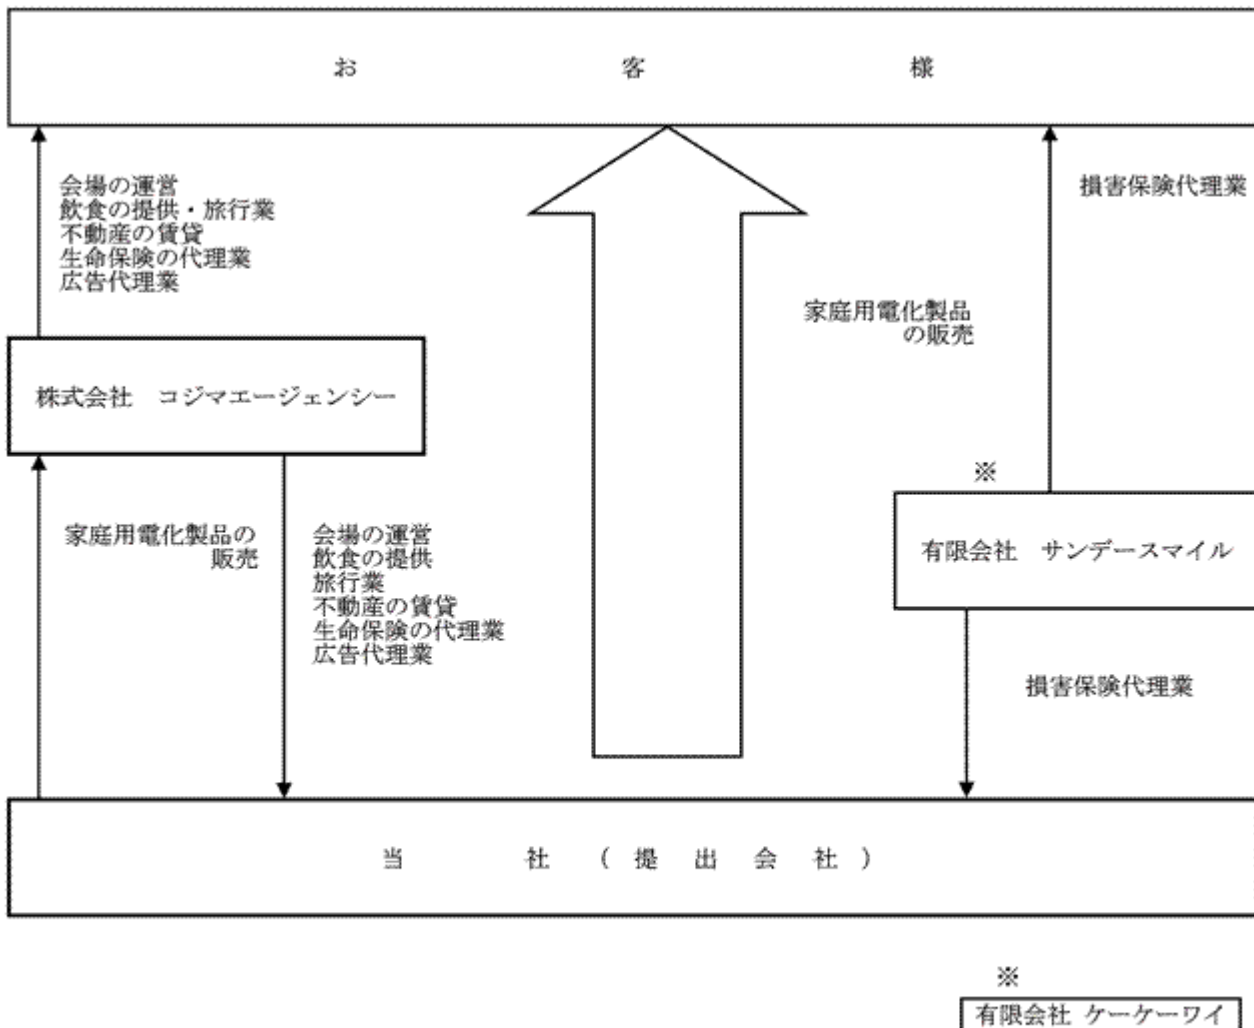 お 客 様
会場の運営
飲食の提供・旅行業
不動産の賃貸
生命保険の代理業
広告代理業
損害保険代理業
家庭用電化製品
の販売
株式会社 コジマエージェンシー
※
有限会社 サンデースマイル
家庭用電化製品の
販売
会場の運営
飲食の提供
旅行業
不動産の賃貸
生命保険の代理業
広告代理業
損害保険代理業
当 社 ( 提 出 会 社 )
※
有限会社 ケーケーワイ